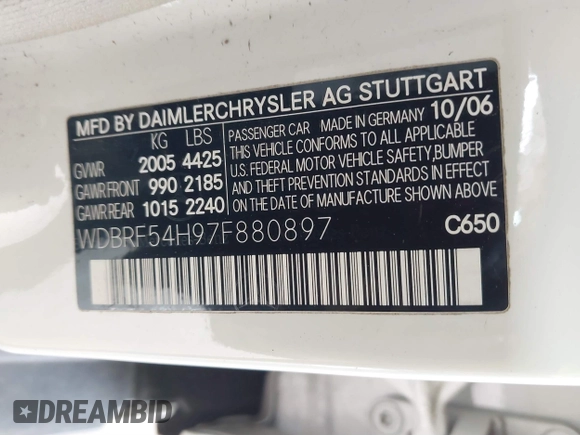 MFD BY DAIMLERCHRYSLER AG STUTTGART
KG LBS
GVWR 2005 4425
GAWR FRONT 990 2185
GAWR REAR 1015 2240
PASSENGER CAR MADE IN GERMANY 10/06
THIS VEHICLE CONFORMS TO ALL APPLICABLE
U.S. FEDERAL MOTOR VEHICLE SAFETY, BUMPER
AND THEFT PREVENTION STANDARDS IN EFFECT
ON THE DATE OF MANUFACTURE SHOWN ABOVE
WDBRF54H97F880897
C650
DREAMBID